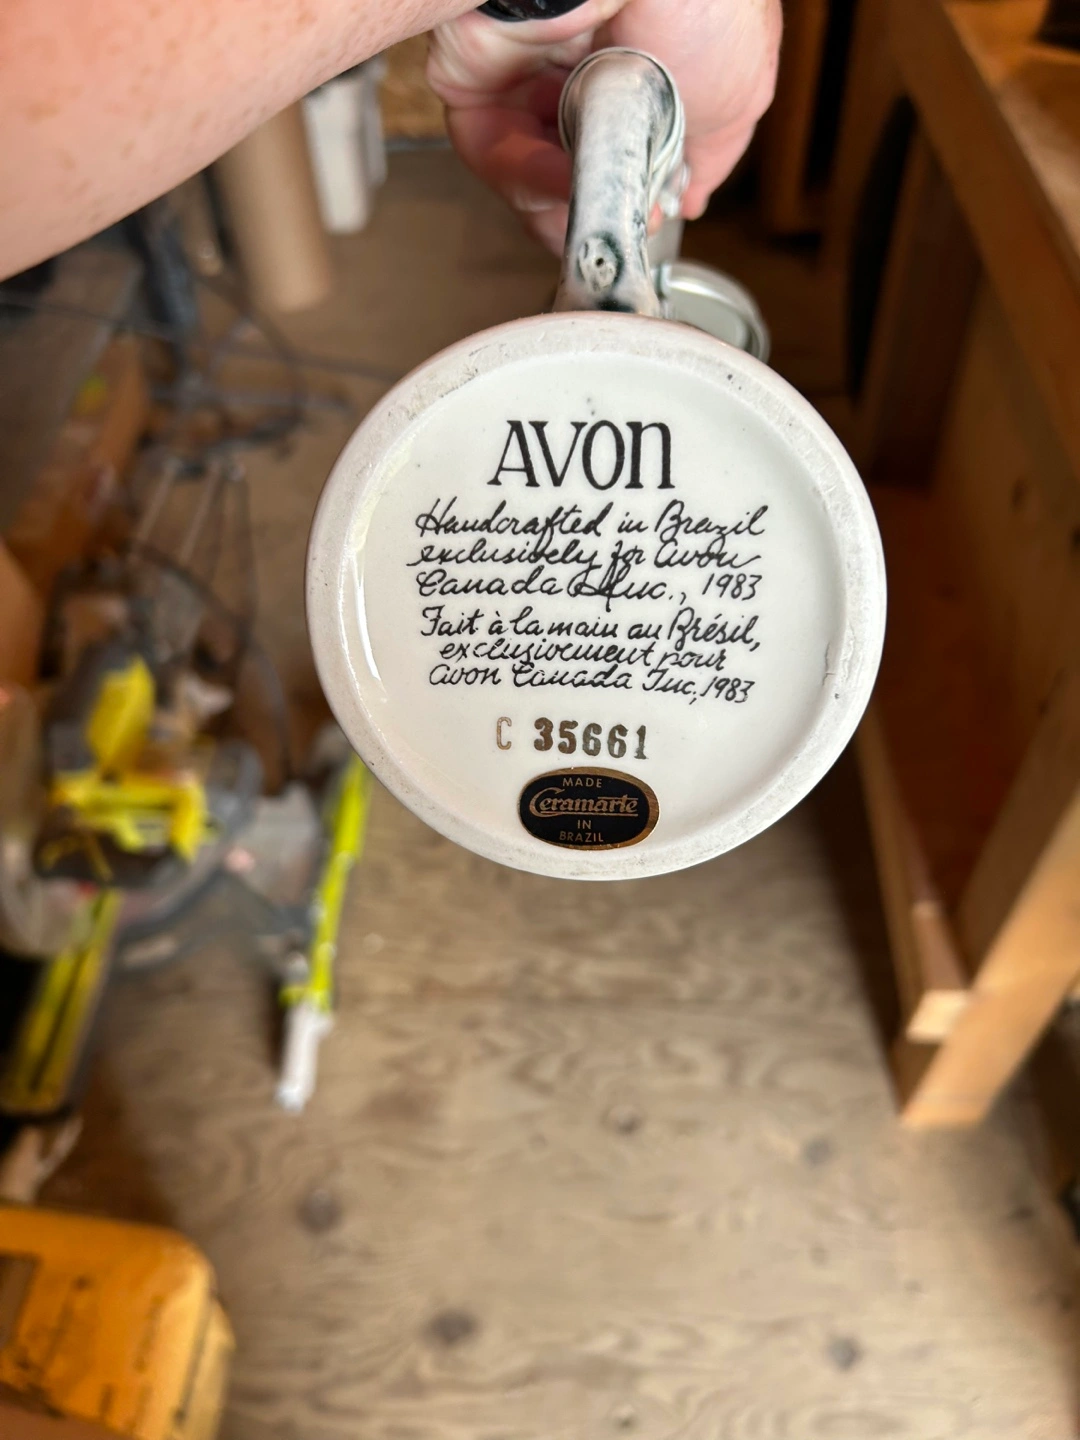 AVON
Handcrafted in Brazil
exclusively for Avon
Canada Inc., 1983
Fait à la main au Brésil,
exclusivement pour
Avon Canada Inc., 1983
C 35661
MADE
Ceramarte
IN
BRAZIL